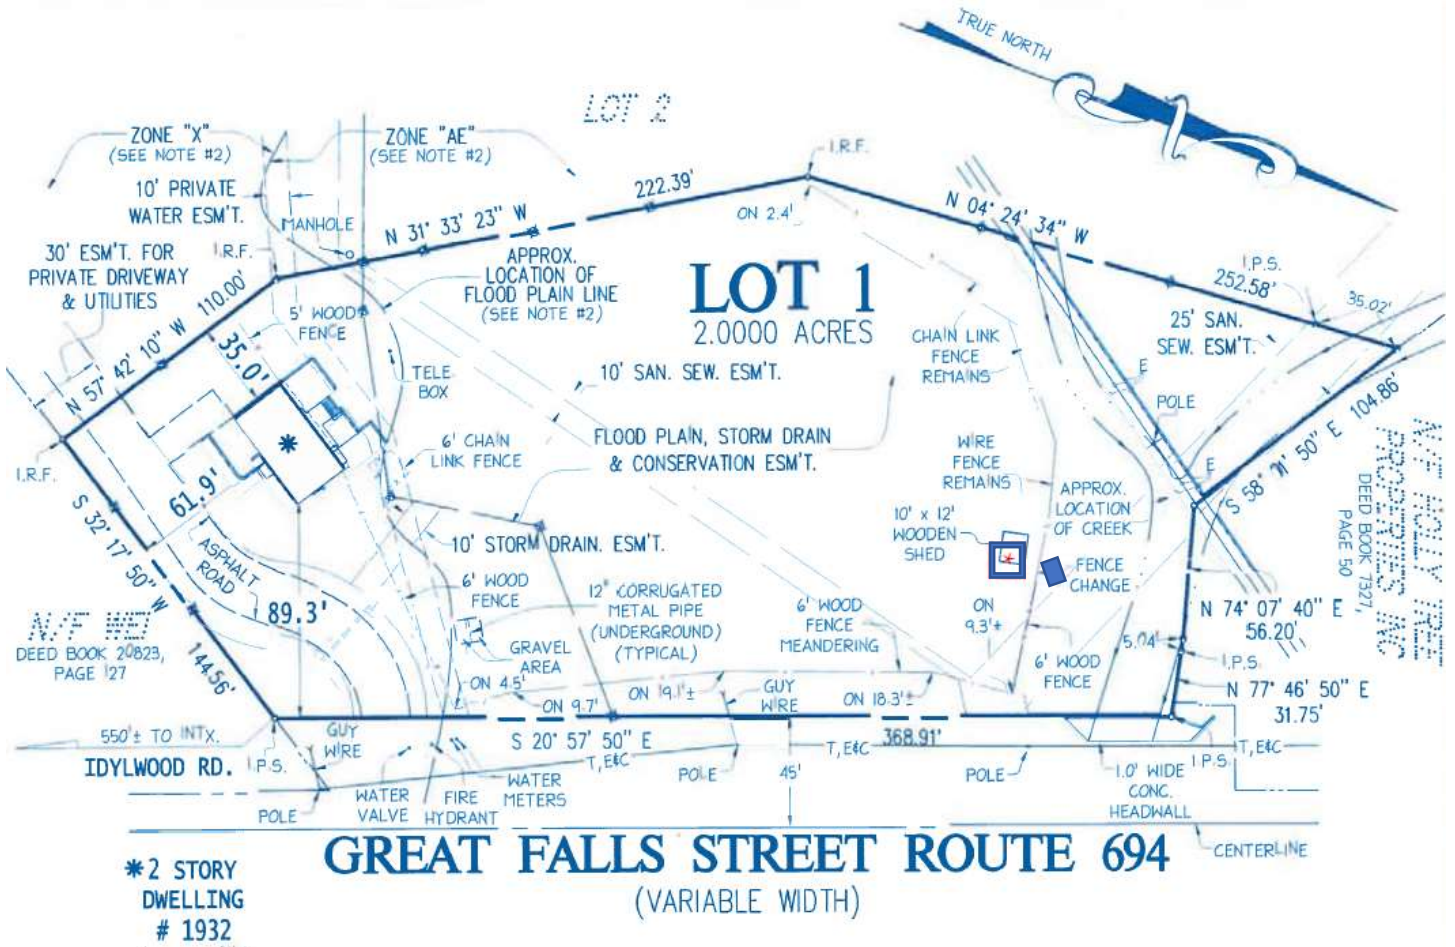 TRUE NORTH
LOT 2
ZONE "X"
(SEE NOTE #2)
ZONE "AE"
(SEE NOTE #2)
I.R.F.
222.39'
10' PRIVATE
WATER ESM'T.
MANHOLE
N 31° 33' 23" W
ON 2.4'
N 04° 24' 34" W
I.R.F.
30' ESM'T. FOR
PRIVATE DRIVEWAY
& UTILITIES
110.00'
N 57° 42' 10" W
APPROX.
LOCATION OF
FLOOD PLAIN LINE
(SEE NOTE #2)
LOT 1
2.0000 ACRES
I.P.S.
252.58'
35.02'
5' WOOD
FENCE
35.0'
CHAIN LINK
FENCE
REMAINS
25' SAN.
SEW. ESM'T.
E
TELE
BOX
10' SAN. SEW. ESM'T.
POLE
104.86'
*
6' CHAIN
LINK FENCE
FLOOD PLAIN, STORM DRAIN
& CONSERVATION ESM'T.
WIRE
FENCE
REMAINS
E
I.R.F.
61.9'
APPROX.
LOCATION
OF CREEK
N/F HOLY TREE
PROPERTIES INC
DEED BOOK 7327,
PAGE 50
S 32° 17' 50" W
ASPHALT
ROAD
10' STORM DRAIN. ESM'T.
10' x 12'
WOODEN
SHED
*
FENCE
CHANGE
89.3'
6' WOOD
FENCE
12" CORRUGATED
METAL PIPE
(UNDERGROUND)
(TYPICAL)
6' WOOD
FENCE
MEANDERING
ON
9.3'±
N 74° 07' 40" E
56.20'
N/F WEI
DEED BOOK 20823,
PAGE 127
144.56'
GRAVEL
AREA
5.04'
I.P.S.
6' WOOD
FENCE
ON 4.5'
ON 9.7'
ON 19.1'±
GUY
WIRE
ON 18.3'±
N 77° 46' 50" E
31.75'
550'± TO INTX.
IDYLWOOD RD.
I.P.S.
GUY
WIRE
S 20° 57' 50" E
T,E&C
368.91'
T,E&C
T,E&C
I.P.S.
POLE
WATER
VALVE
FIRE
HYDRANT
WATER
METERS
POLE
45'
POLE
1.0' WIDE
CONC.
HEADWALL
GREAT FALLS STREET ROUTE 694
(VARIABLE WIDTH)
CENTERLINE
*2 STORY
DWELLING
# 1932